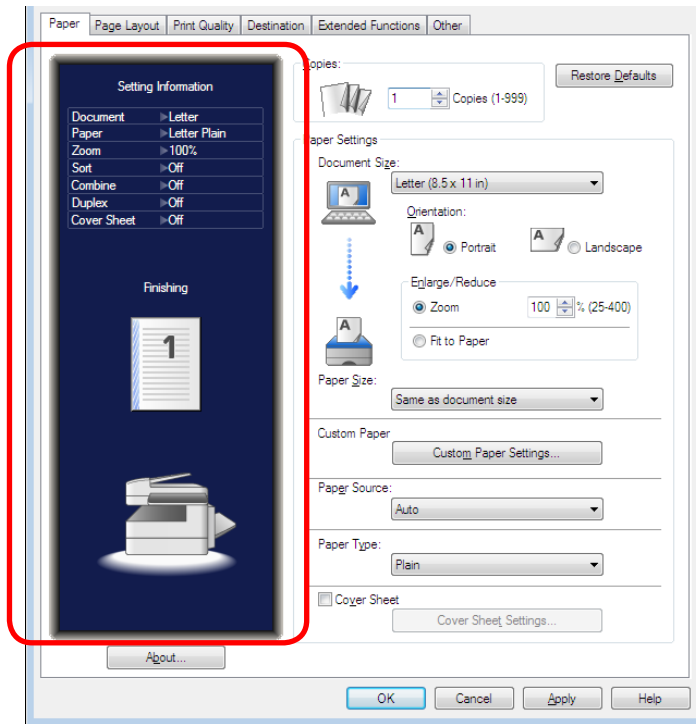 Paper Page Layout Print Quality Destination Extended Functions Other
Setting Information
Document Letter
Paper Letter Plain
Zoom 100%
Sort Off
Combine Off
Duplex Off
Cover Sheet Off
Finishing
1
About...
Copies:
1 Copies (1-999)
Restore Defaults
Paper Settings
Document Size:
A
Letter (8.5 x 11 in)
Orientation:
A Portrait A Landscape
Enlarge/Reduce
Zoom 100 % (25-400)
Fit to Paper
A
Paper Size:
Same as document size
Custom Paper
Custom Paper Settings...
Paper Source:
Auto
Paper Type:
Plain
Cover Sheet
Cover Sheet Settings...
OK Cancel Apply Help